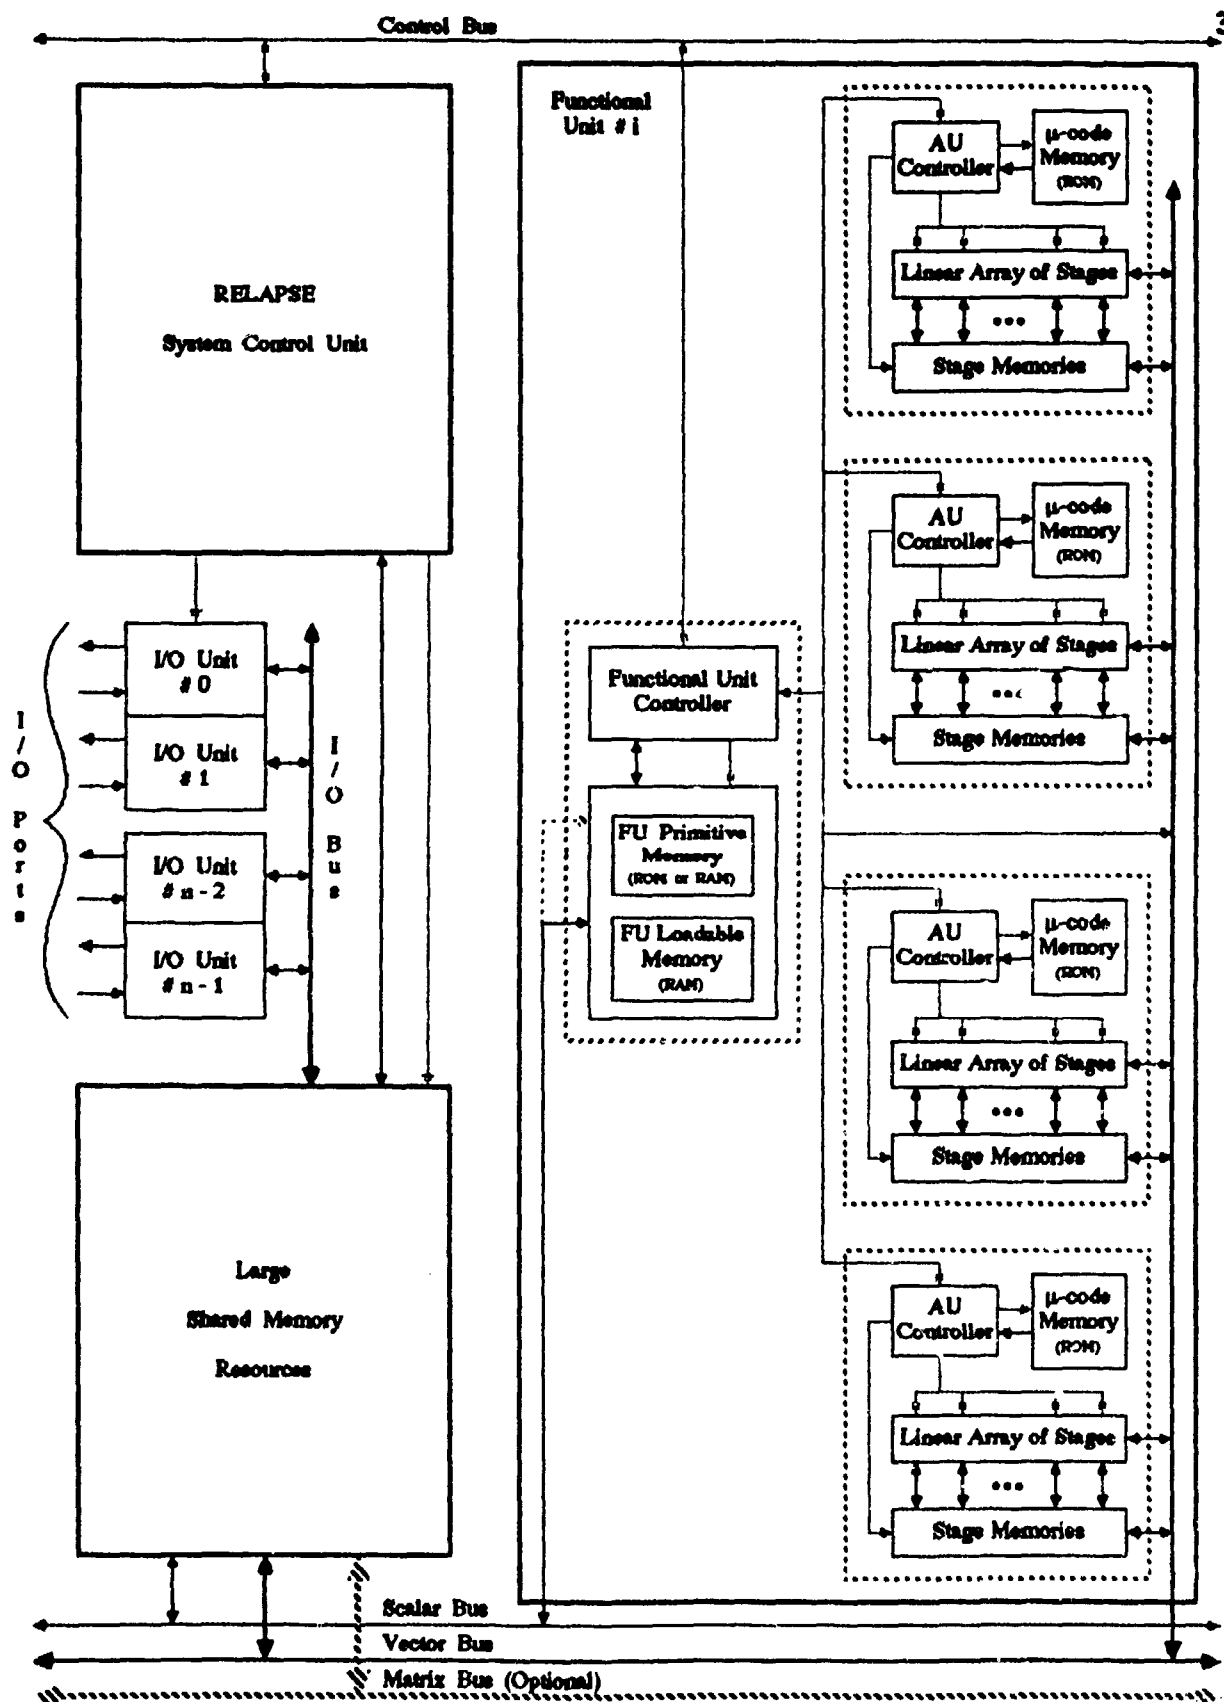 Control Bus
Functional
Unit # i
RELAPSE
System Control Unit
AU
Controller
μ-code
Memory
(ROM)
Linear Array of Stages
•••
Stage Memories
AU
Controller
μ-code
Memory
(ROM)
Linear Array of Stages
•••
Stage Memories
I/O Ports
I/O Unit
# 0
I/O Unit
# 1
I/O Unit
# n - 2
I/O Unit
# n - 1
I/O Bus
Functional Unit
Controller
FU Primitive
Memory
(ROM or RAM)
FU Loadable
Memory
(RAM)
AU
Controller
μ-code
Memory
(ROM)
Linear Array of Stages
•••
Stage Memories
Large
Shared Memory
Resources
AU
Controller
μ-code
Memory
(ROM)
Linear Array of Stages
•••
Stage Memories
Scalar Bus
Vector Bus
Matrix Bus (Optional)